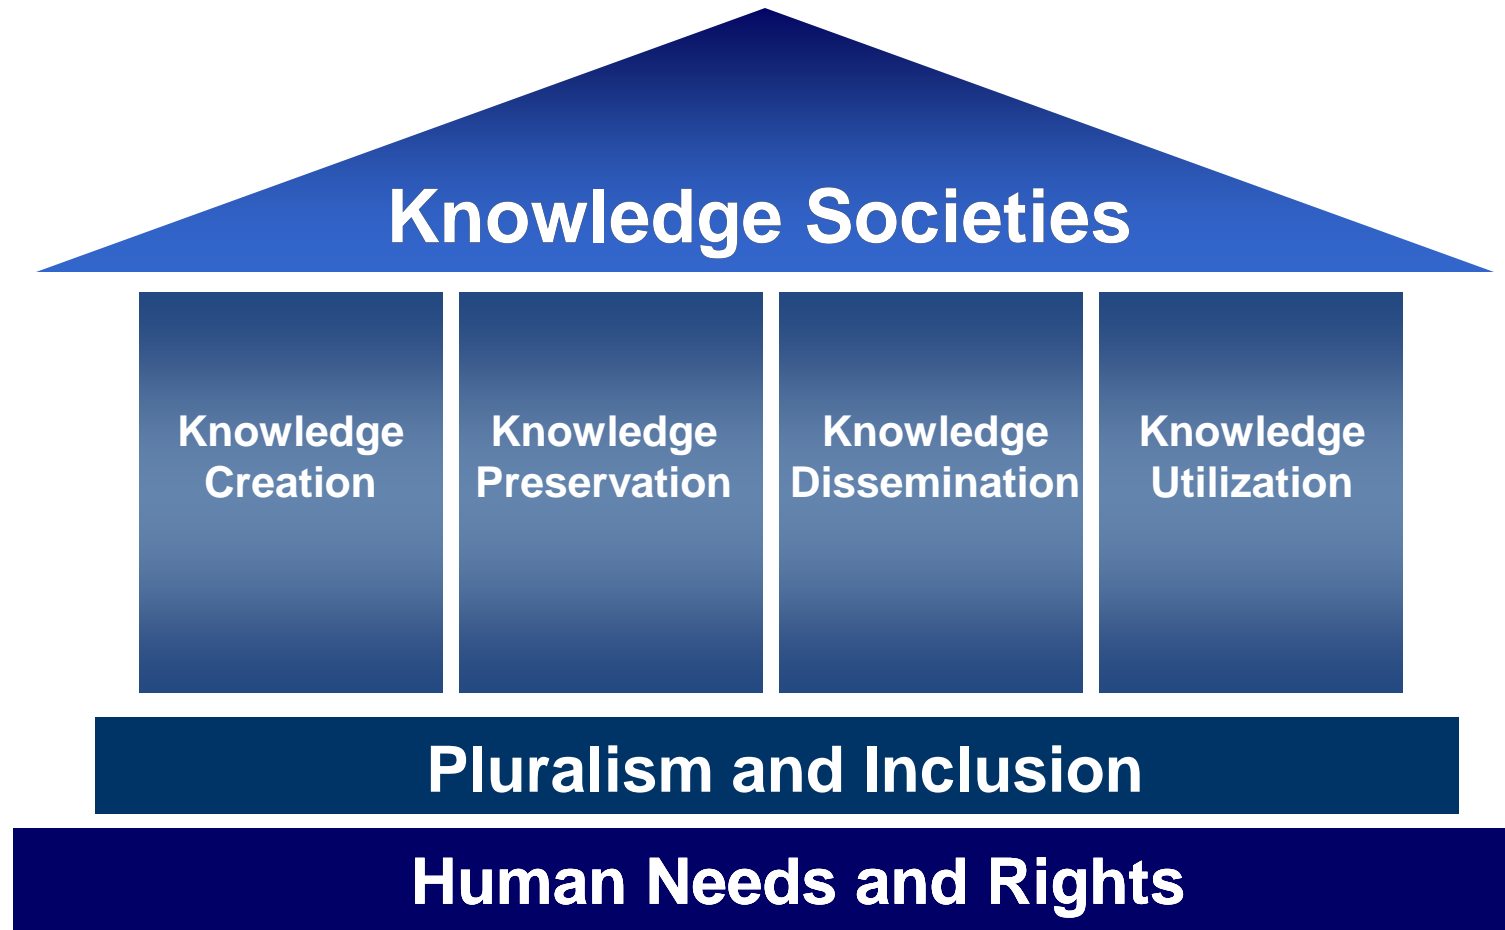 Knowledge Societies
Knowledge
Creation
Knowledge
Preservation
Knowledge
Dissemination
Knowledge
Utilization
Pluralism and Inclusion
Human Needs and Rights